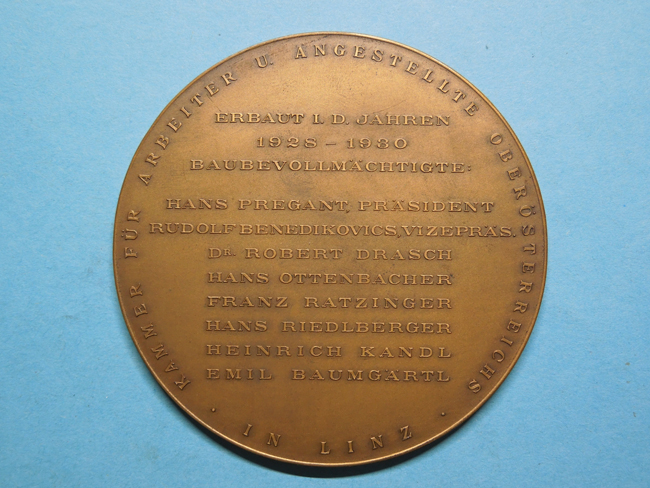 KAMMER FÜR ARBEITER U. ANGESTELLTE OBERÖSTERREICHS
ERBAUT I. D. JAHREN
1928 – 1930
BAUBEVOLLMÄCHTIGTE:
HANS PREGANT, PRÄSIDENT
RUDOLF BENEDIKOVICS, VIZEPRÄS.
DR. ROBERT DRASCH
HANS OTTENBACHER
FRANZ RATZINGER
HANS RIEDLBERGER
HEINRICH KANDL
EMIL BAUMGÄRTL
· IN LINZ ·